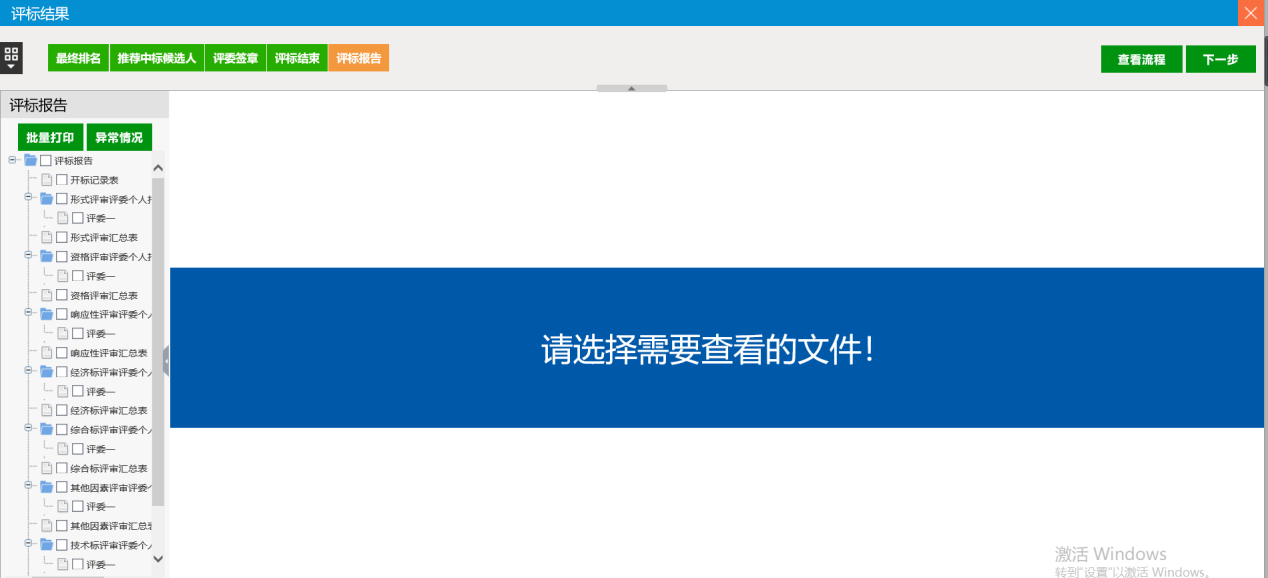 评标结果
最终排名 推荐中标候选人 评委签章 评标结束 评标报告 查看流程 下一步
评标报告
批量打印 异常情况
评标报告
开标记录表
形式评审评委个人
评委一
形式评审汇总表
资格评审评委个人
评委一
资格评审汇总表
响应性评审评委个
评委一
响应性评审汇总表
经济标评审评委个
评委一
经济标评审汇总表
综合标评审评委个
评委一
综合标评审汇总表
其他因素评审评委
评委一
其他因素评审汇总
技术标评审评委个
评委一
请选择需要查看的文件！
激活 Windows
转到“设置”以激活 Windows。